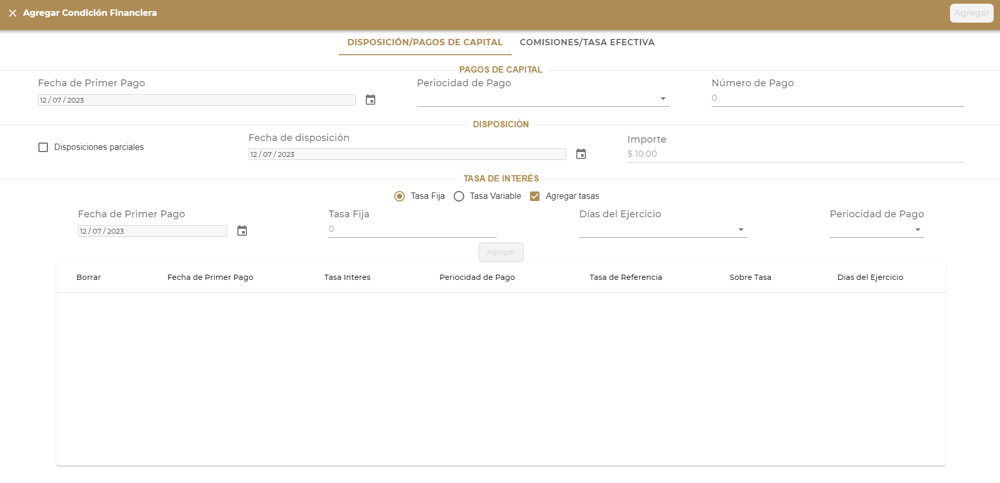 Agregar Condición Financiera
Agregar
DISPOSICIÓN/PAGOS DE CAPITAL
COMISIONES/TASA EFECTIVA
PAGOS DE CAPITAL
Fecha de Primer Pago
Periocidad de Pago
Número de Pago
12 / 07 / 2023
0
DISPOSICIÓN
Disposiciones parciales
Fecha de disposición
12 / 07 / 2023
Importe
$ 10.00
TASA DE INTERÉS
Tasa Fija
Tasa Variable
Agregar tasas
Fecha de Primer Pago
Tasa Fija
Días del Ejercicio
Periocidad de Pago
12 / 07 / 2023
0
Agregar
Borrar
Fecha de Primer Pago
Tasa Interes
Periocidad de Pago
Tasa de Referencia
Sobre Tasa
Dias del Ejercicio